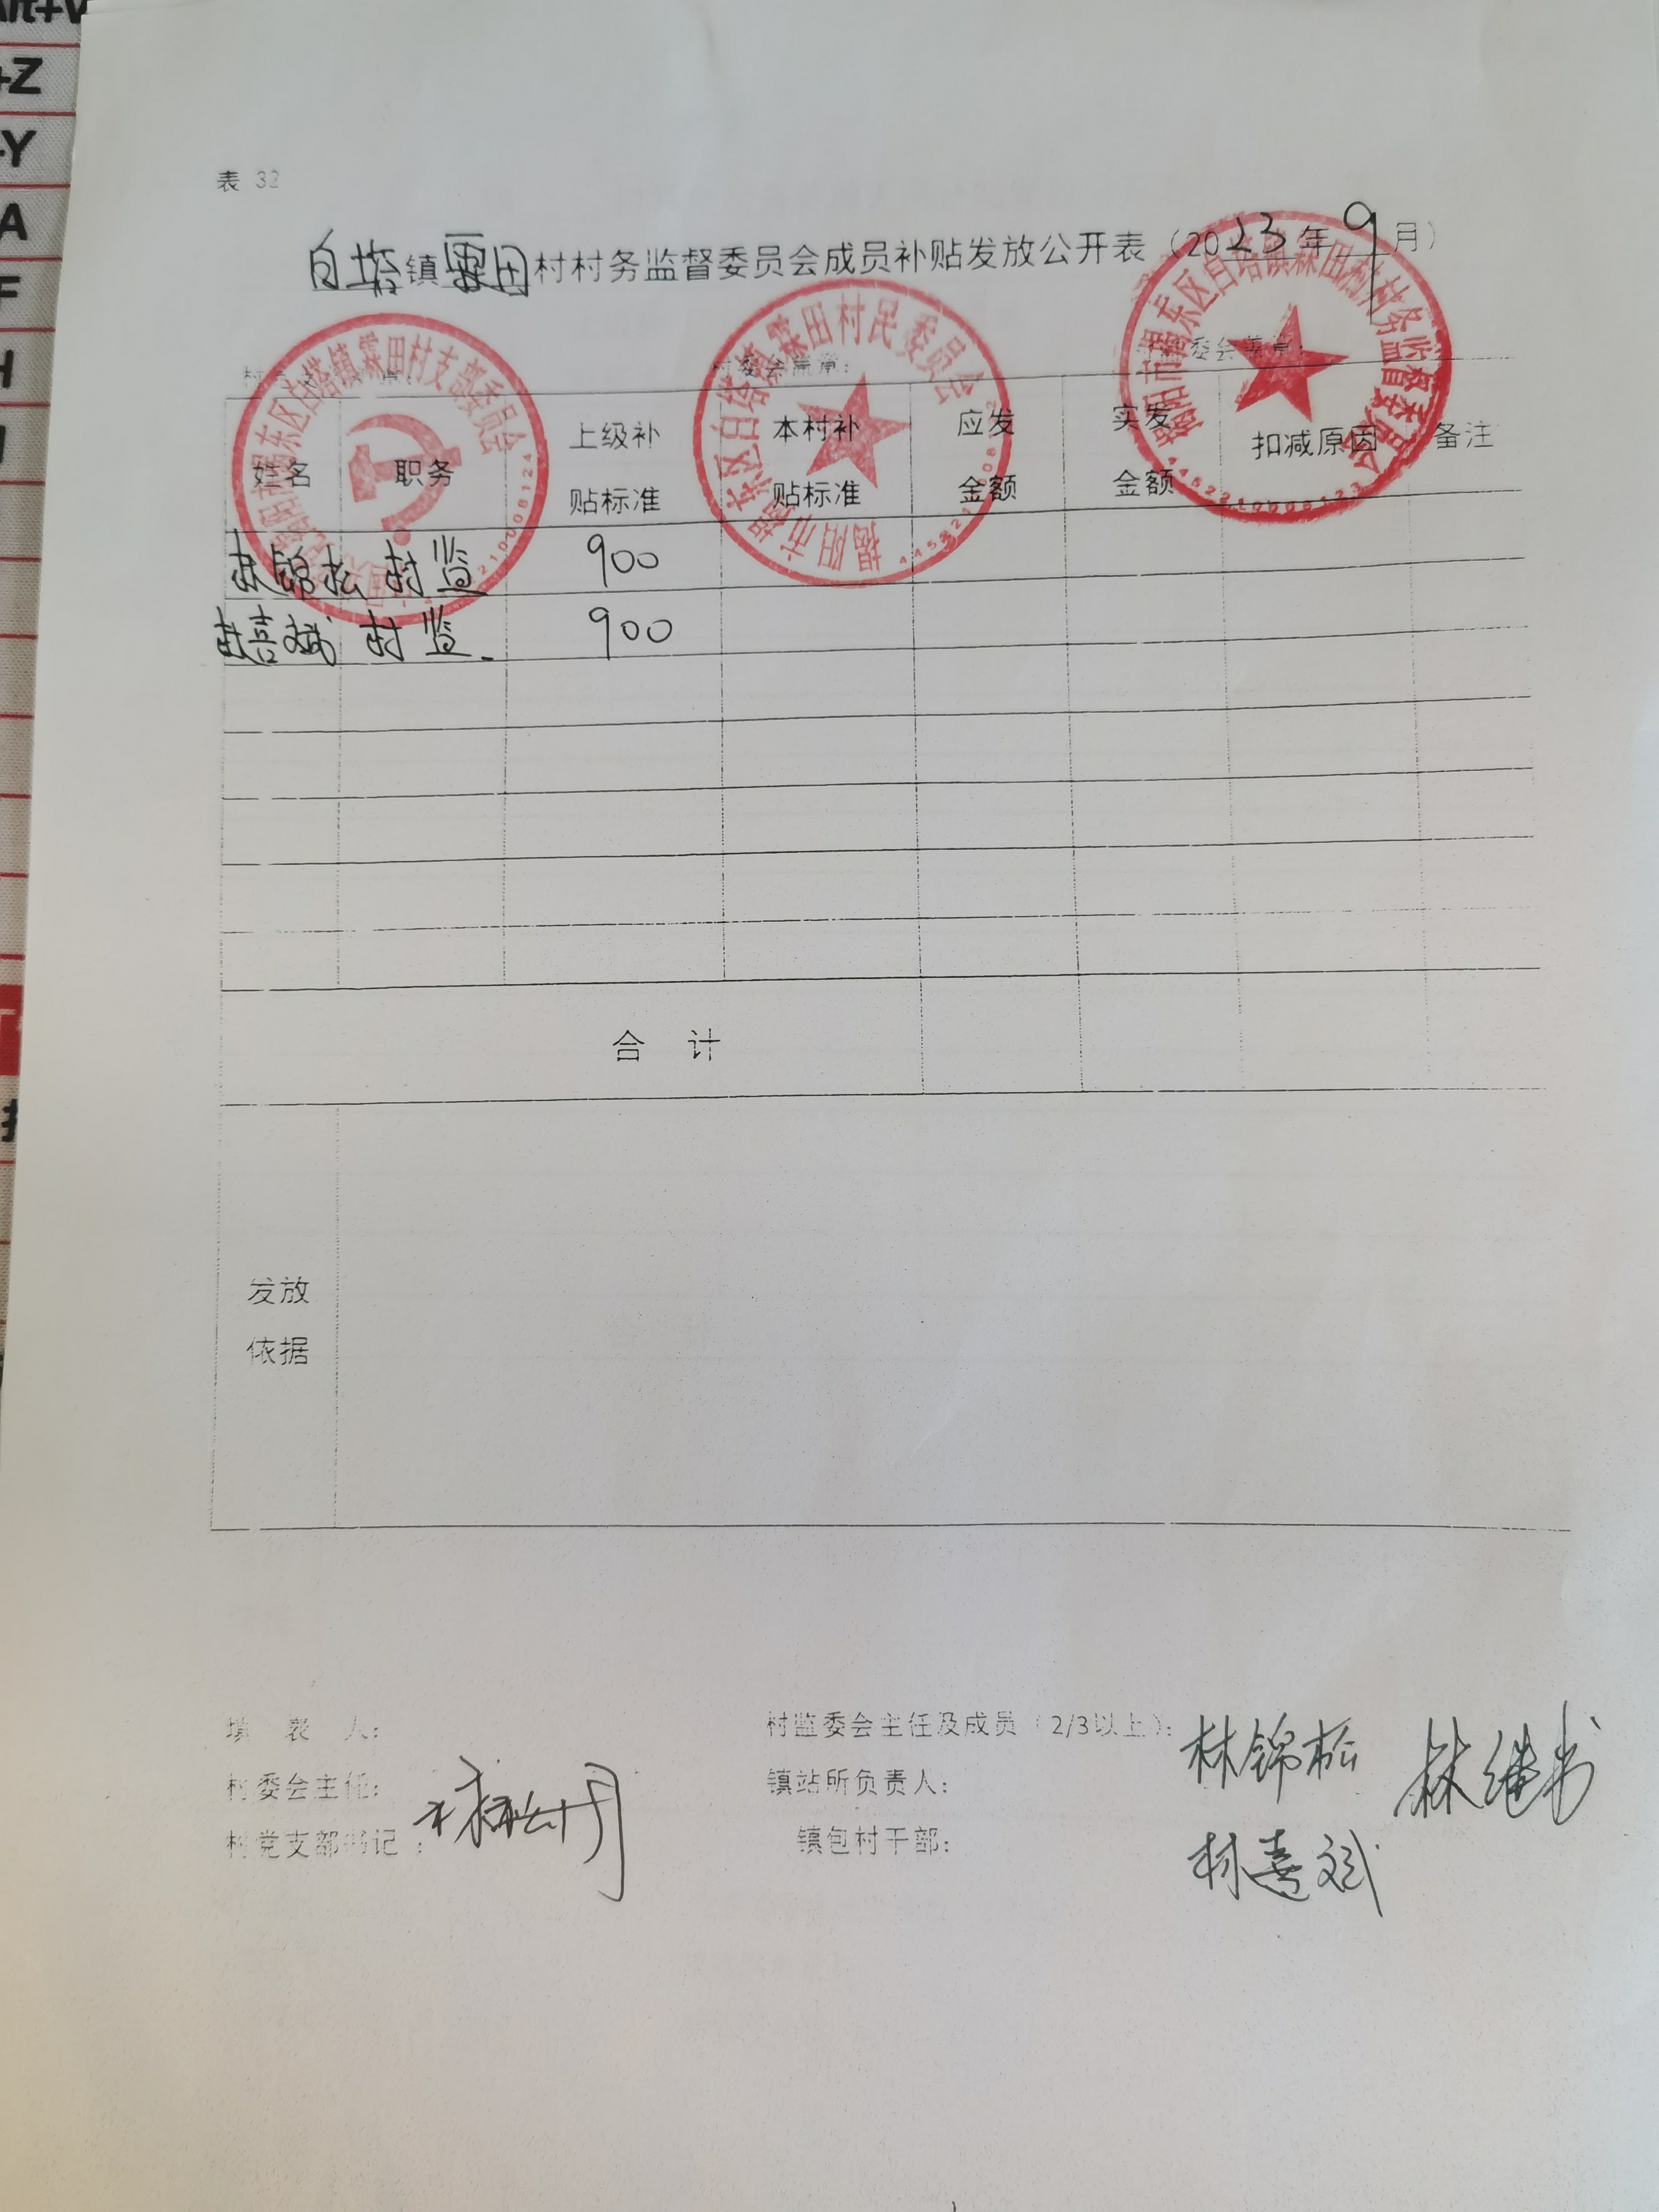 表 32
白塔镇霖田村村务监督委员会成员补贴发放公开表（2023年9月）
村委会盖章：
委会盖章：
姓名 职务 上级补贴标准 本村补贴标准 应发金额 实发金额 扣减原因 备注
林锦松 村监 900
林喜斌 村监 900
合 计
发放依据
填 表 人： 村监委会主任及成员（2/3以上）： 林锦松 林继书
村委会主任： 镇站所负责人：
村党支部书记： 镇包村干部： 林喜斌
揭东区白塔镇霖田村支部委员会
揭阳市揭东区白塔镇霖田村民委员会
揭阳市揭东区白塔镇霖田村村务监督委员会
Z
Y
A
F
H